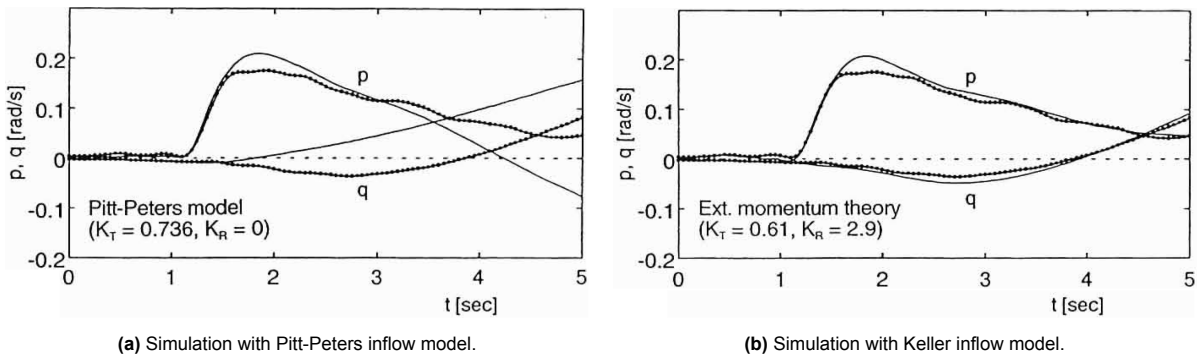 p, q [rad/s]
0.2
0.1
0
-0.1
-0.2
p
q
Pitt-Peters model
(K_T = 0.736, K_R = 0)
0 1 2 3 4 5
t [sec]
(a) Simulation with Pitt-Peters inflow model.
p, q [rad/s]
0.2
0.1
0
-0.1
-0.2
p
q
Ext. momentum theory
(K_T = 0.61, K_R = 2.9)
0 1 2 3 4 5
t [sec]
(b) Simulation with Keller inflow model.